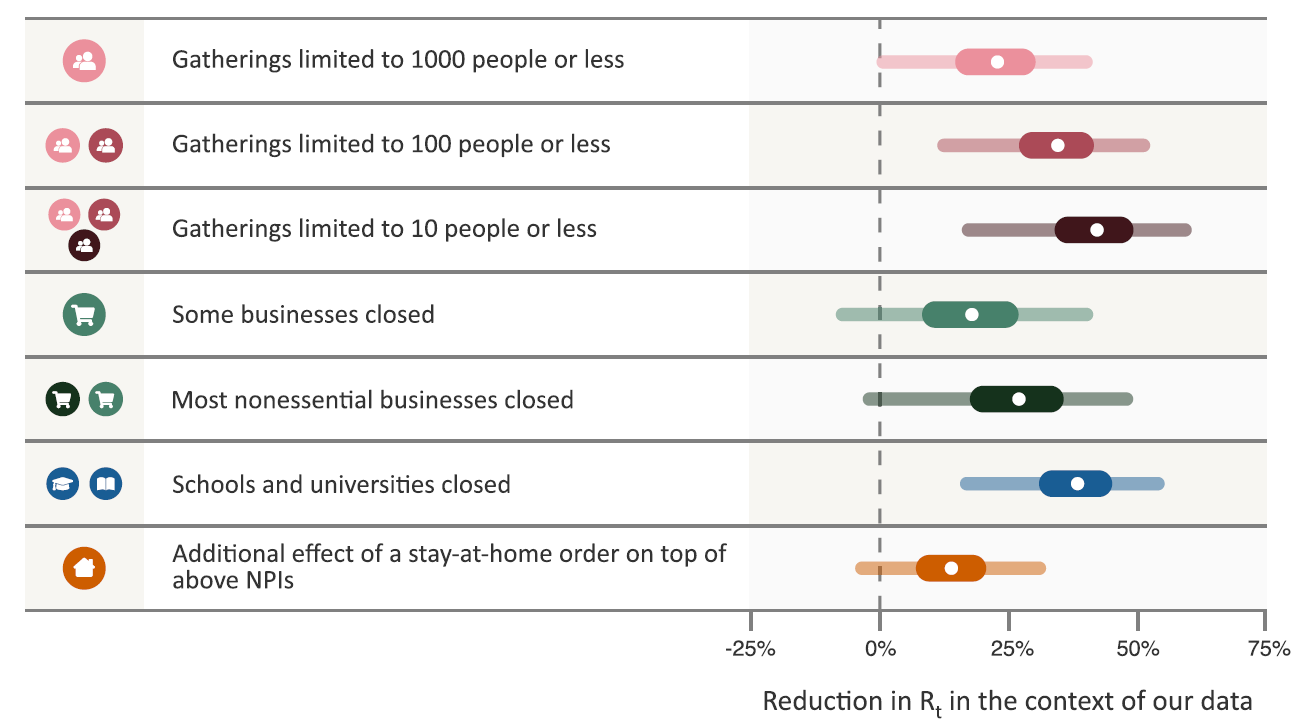 Gatherings limited to 1000 people or less
Gatherings limited to 100 people or less
Gatherings limited to 10 people or less
Some businesses closed
Most nonessential businesses closed
Schools and universities closed
Additional effect of a stay-at-home order on top of
above NPIs
-25% 0% 25% 50% 75%
Reduction in Rt in the context of our data